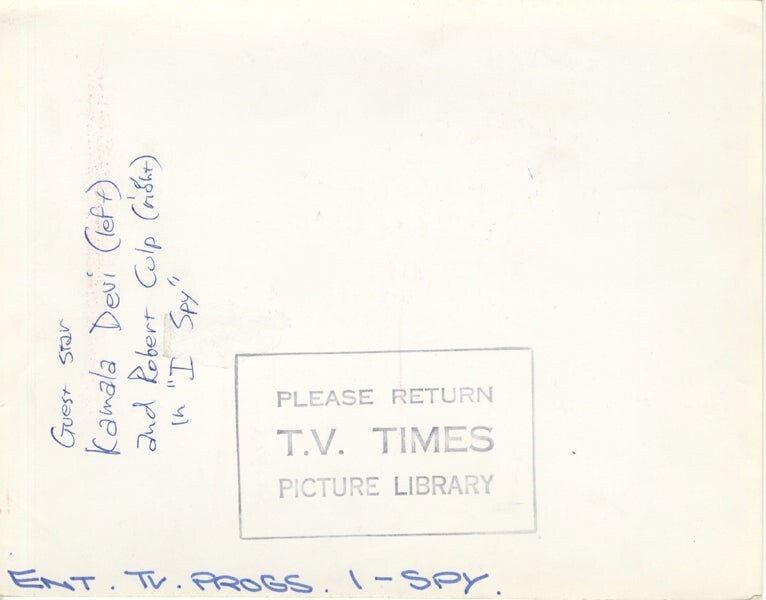 Guest Star
Kamala Devi (left)
and Robert Culp (right)
in "I Spy"
PLEASE RETURN
T.V. TIMES
PICTURE LIBRARY
ENT. TV. PROGS. I-SPY.